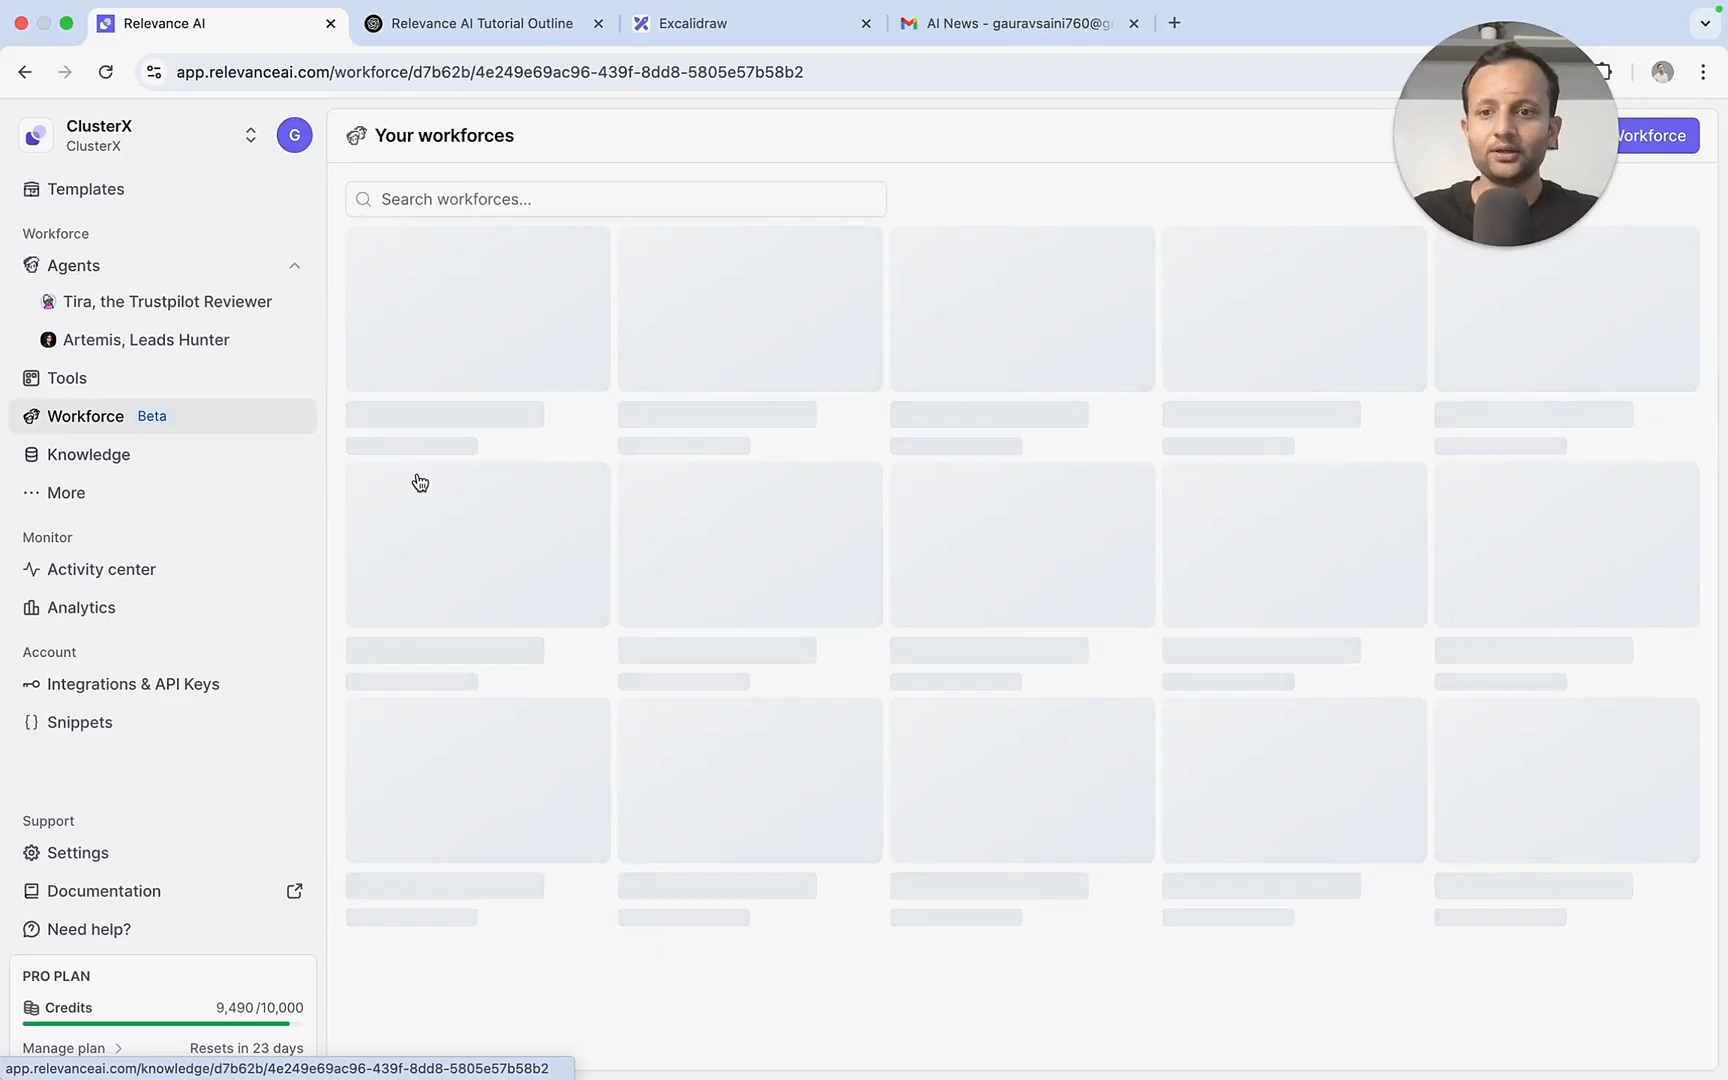 Relevance AI
Relevance AI Tutorial Outline
Excalidraw
AI News - gauravsaini760@g
app.relevanceai.com/workforce/d7b62b/4e249e69ac96-439f-8dd8-5805e57b58b2
ClusterX
ClusterX
G
Templates
Workforce
Agents
Tira, the Trustpilot Reviewer
Artemis, Leads Hunter
Tools
Workforce Beta
Knowledge
More
Monitor
Activity center
Analytics
Account
Integrations & API Keys
Snippets
Support
Settings
Documentation
Need help?
PRO PLAN
Credits 9,490/10,000
Manage plan Resets in 23 days
app.relevanceai.com/knowledge/d7b62b/4e249e69ac96-439f-8dd8-5805e57b58b2
Your workforces
Workforce
Search workforces...